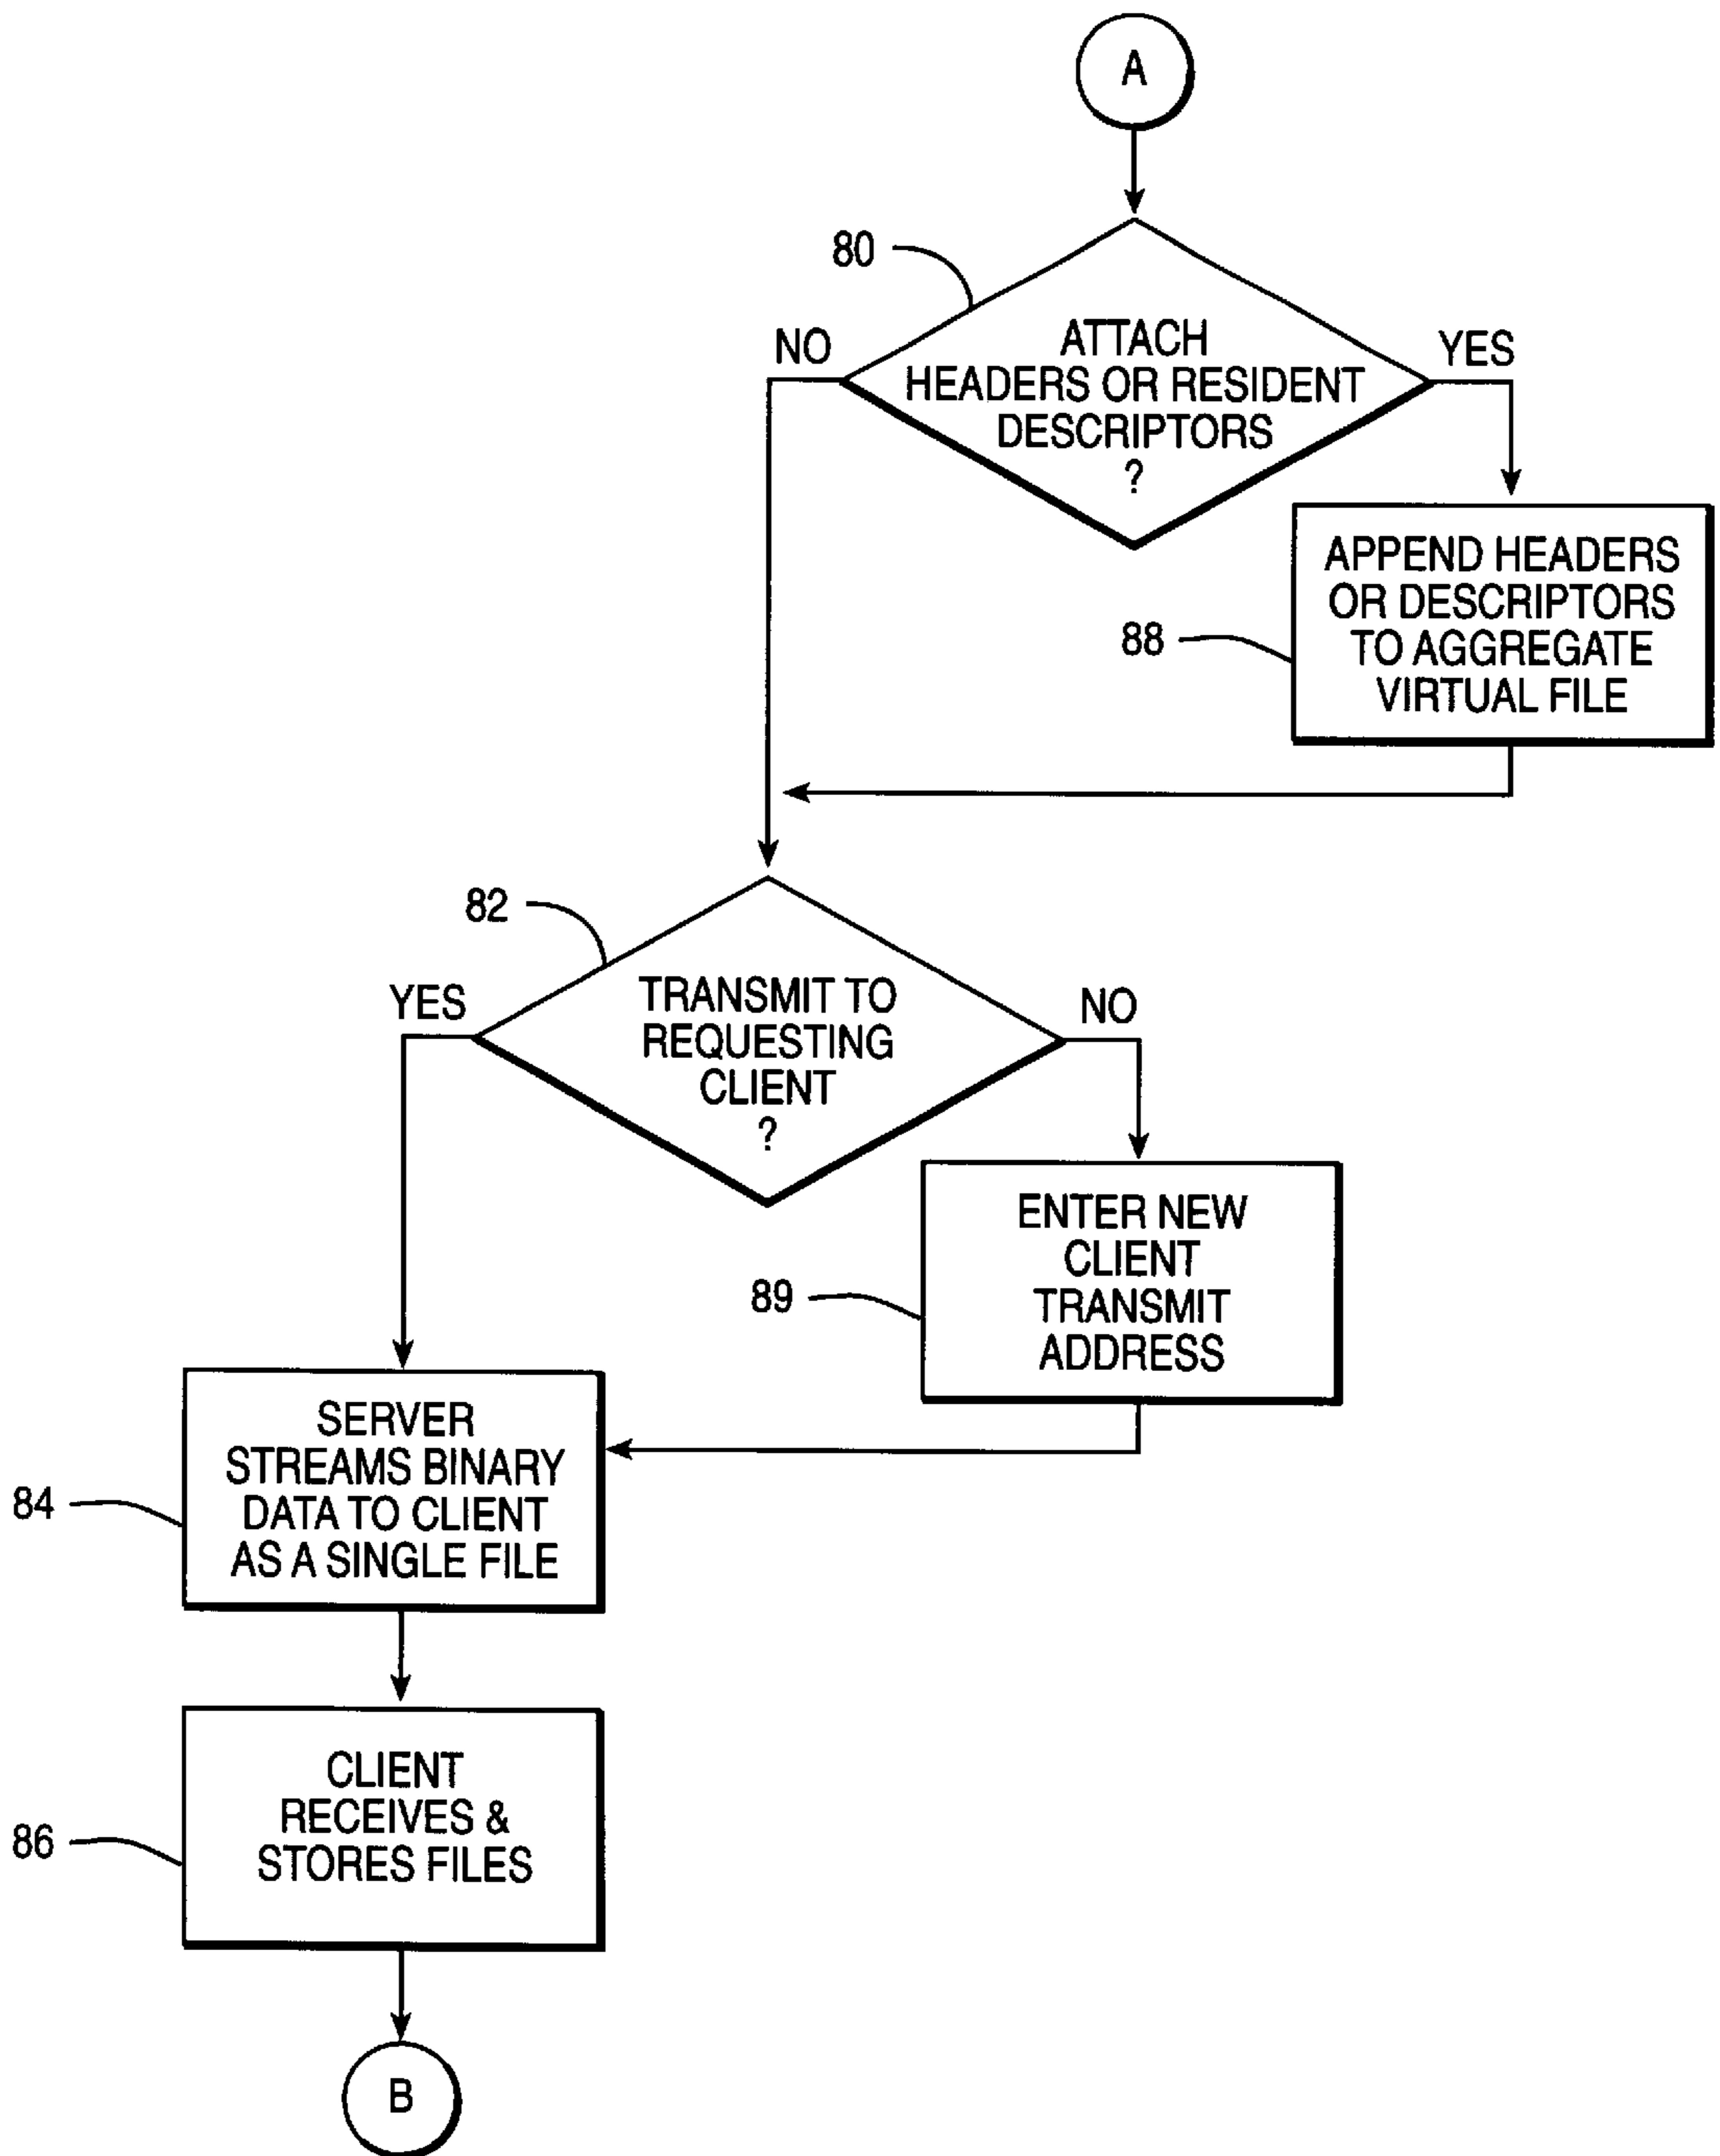 A
80
NO
YES
ATTACH
HEADERS OR RESIDENT
DESCRIPTORS
?
88
APPEND HEADERS
OR DESCRIPTORS
TO AGGREGATE
VIRTUAL FILE
82
YES
NO
TRANSMIT TO
REQUESTING
CLIENT
?
89
ENTER NEW
CLIENT
TRANSMIT
ADDRESS
84
SERVER
STREAMS BINARY
DATA TO CLIENT
AS A SINGLE FILE
86
CLIENT
RECEIVES &
STORES FILES
B